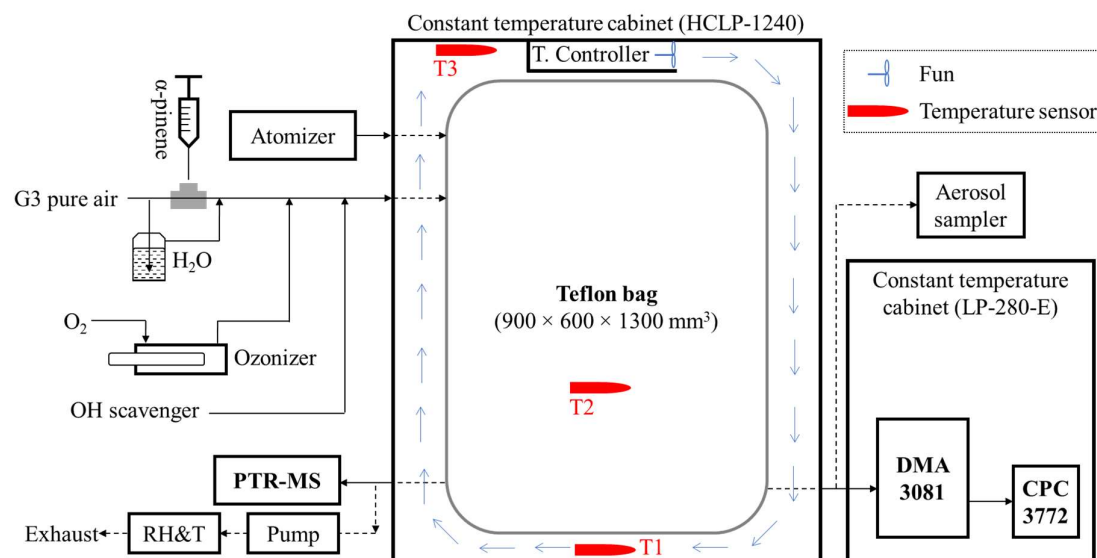 Constant temperature cabinet (HCLP-1240)
T3
T. Controller
Fun
Temperature sensor
α-pinene
Atomizer
G3 pure air
H₂O
O₂
Ozonizer
OH scavenger
Teflon bag
(900 × 600 × 1300 mm³)
T2
Aerosol
sampler
Constant temperature
cabinet (LP-280-E)
DMA
3081
CPC
3772
PTR-MS
Exhaust
RH&T
Pump
T1